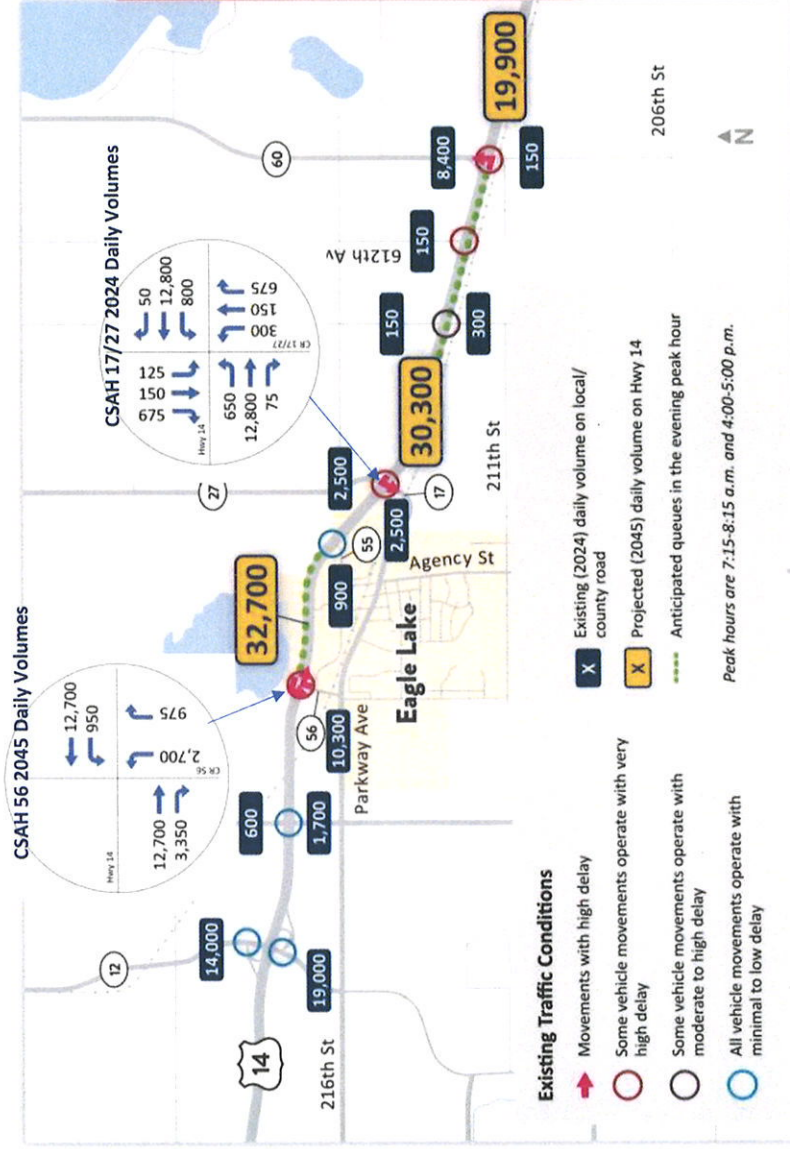 CSAH 56 2045 Daily Volumes
12,700
950
12,700
3,350
2,700
975
Hwy 14
CR 56
CSAH 17/27 2024 Daily Volumes
675
150
125
50
12,800
800
650
12,800
75
300
150
675
Hwy 14
CR 17/27
12
14,000
600
32,700
27
2,500
150
612th Av
150
60
8,400
14
216th St
19,000
1,700
Parkway Ave
10,300
56
Eagle Lake
900
55
Agency St
2,500
17
30,300
211th St
300
150
19,900
206th St
N
Existing Traffic Conditions
Movements with high delay
Some vehicle movements operate with very
high delay
Some vehicle movements operate with
moderate to high delay
All vehicle movements operate with
minimal to low delay
X
Existing (2024) daily volume on local/
county road
X
Projected (2045) daily volume on Hwy 14
Anticipated queues in the evening peak hour
Peak hours are 7:15-8:15 a.m. and 4:00-5:00 p.m.